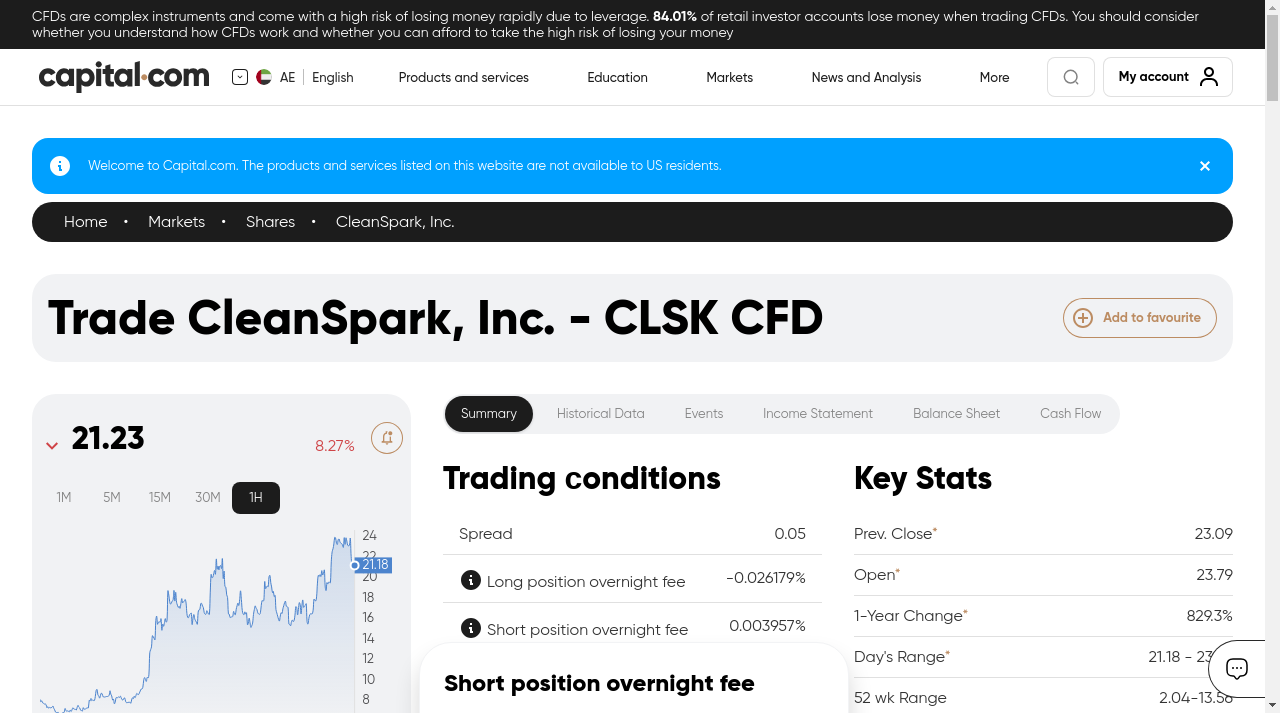 CFDs are complex instruments and come with a high risk of losing money rapidly due to leverage. 84.01% of retail investor accounts lose money when trading CFDs. You should consider
whether you understand how CFDs work and whether you can afford to take the high risk of losing your money
capital.com
AE
English
Products and services
Education
Markets
News and Analysis
More
My account
Welcome to Capital.com. The products and services listed on this website are not available to US residents.
Home • Markets • Shares • CleanSpark, Inc.
Trade CleanSpark, Inc. - CLSK CFD
Add to favourite
21.23
8.27%
1M 5M 15M 30M 1H
24
22
21.18
20
18
16
14
12
10
8
Summary
Historical Data
Events
Income Statement
Balance Sheet
Cash Flow
Trading conditions
Spread 0.05
Long position overnight fee -0.026179%
Short position overnight fee 0.003957%
Short position overnight fee
Key Stats
Prev. Close* 23.09
Open* 23.79
1-Year Change* 829.3%
Day's Range* 21.18 -
52 wk Range 2.04-13.56